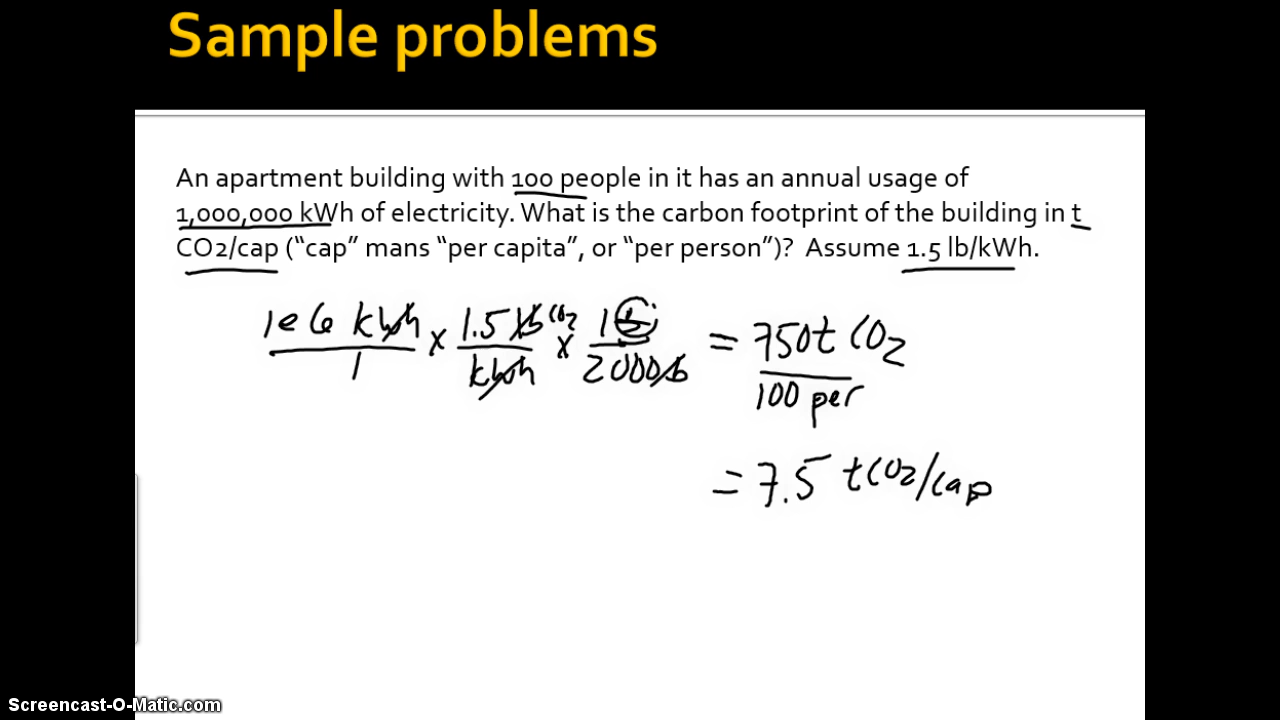 Sample problems
An apartment building with 100 people in it has an annual usage of
1,000,000 kWh of electricity. What is the carbon footprint of the building in t
CO2/cap (“cap” mans “per capita”, or “per person”)? Assume 1.5 lb/kWh.
1e6 kWh / 1 x 1.5 lb CO2 / kWh x 1 t / 2000 lb = 750t CO2 / 100 per
= 7.5 tCO2/cap
Screencast-O-Matic.com